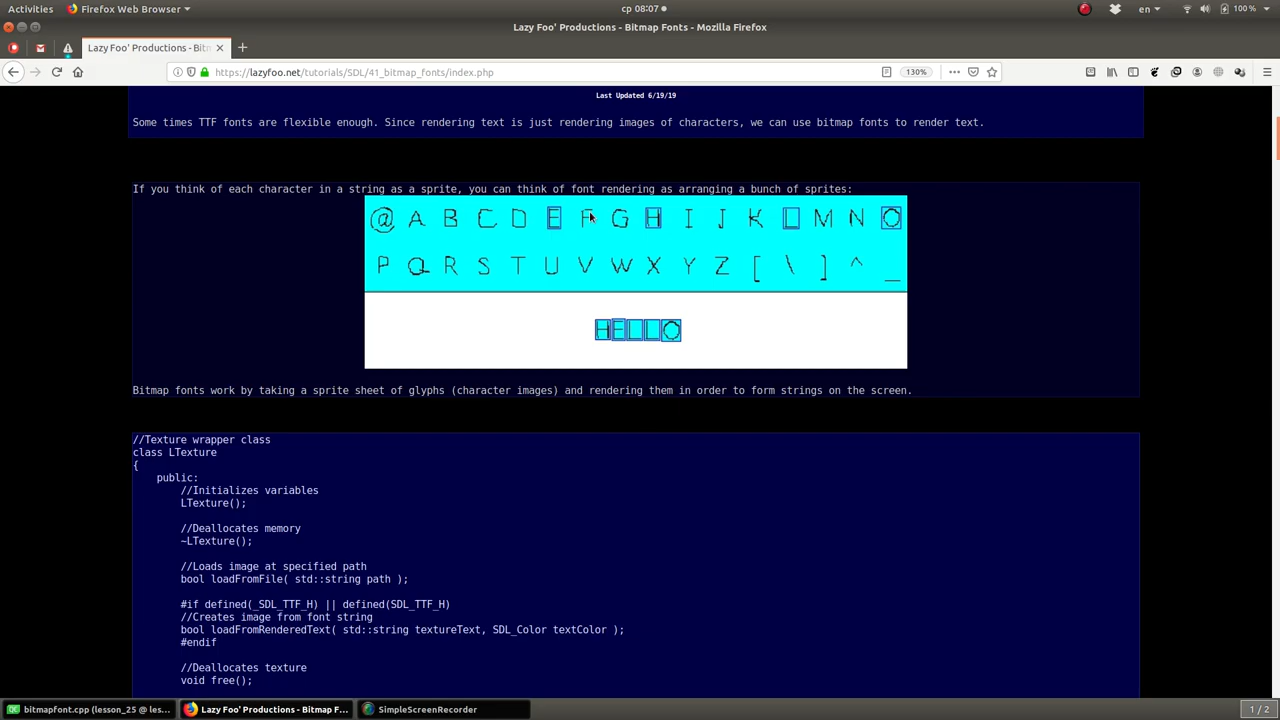 Activities Firefox Web Browser ср 08:07 en 100 %
Lazy Foo' Productions - Bitmap Fonts - Mozilla Firefox
Lazy Foo' Productions - Bitm
https://lazyfoo.net/tutorials/SDL/41_bitmap_fonts/index.php 130%
Last Updated 6/19/19
Some times TTF fonts are flexible enough. Since rendering text is just rendering images of characters, we can use bitmap fonts to render text.
If you think of each character in a string as a sprite, you can think of font rendering as arranging a bunch of sprites:
@ A B C D E F G H I J K L M N O
P Q R S T U V W X Y Z [ \ ] ^ _
HELLO
Bitmap fonts work by taking a sprite sheet of glyphs (character images) and rendering them in order to form strings on the screen.
//Texture wrapper class
class LTexture
{
public:
//Initializes variables
LTexture();
//Deallocates memory
~LTexture();
//Loads image at specified path
bool loadFromFile( std::string path );
#if defined(_SDL_TTF_H) || defined(SDL_TTF_H)
//Creates image from font string
bool loadFromRenderedText( std::string textureText, SDL_Color textColor );
#endif
//Deallocates texture
void free();
bitmapfont.cpp (lesson_25 @ les... Lazy Foo' Productions - Bitmap F... SimpleScreenRecorder 1 / 2